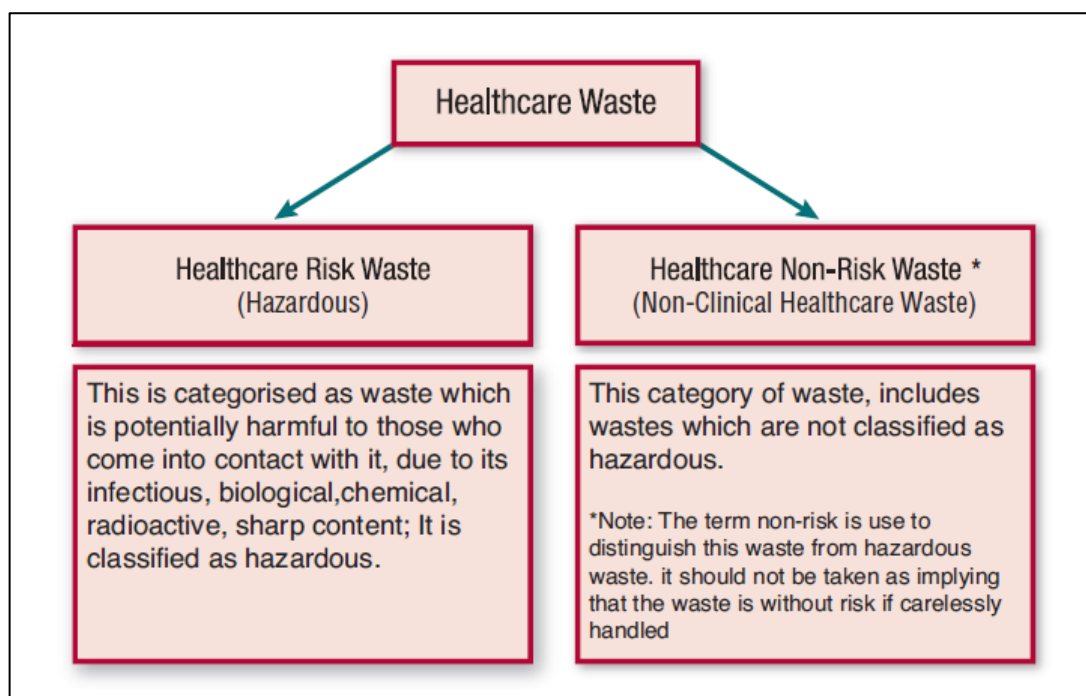 Healthcare Waste
Healthcare Risk Waste
(Hazardous)
Healthcare Non-Risk Waste *
(Non-Clinical Healthcare Waste)
This is categorised as waste which
is potentially harmful to those who
come into contact with it, due to its
infectious, biological,chemical,
radioactive, sharp content; It is
classified as hazardous.
This category of waste, includes
wastes which are not classified as
hazardous.
*Note: The term non-risk is use to
distinguish this waste from hazardous
waste. it should not be taken as implying
that the waste is without risk if carelessly
handled